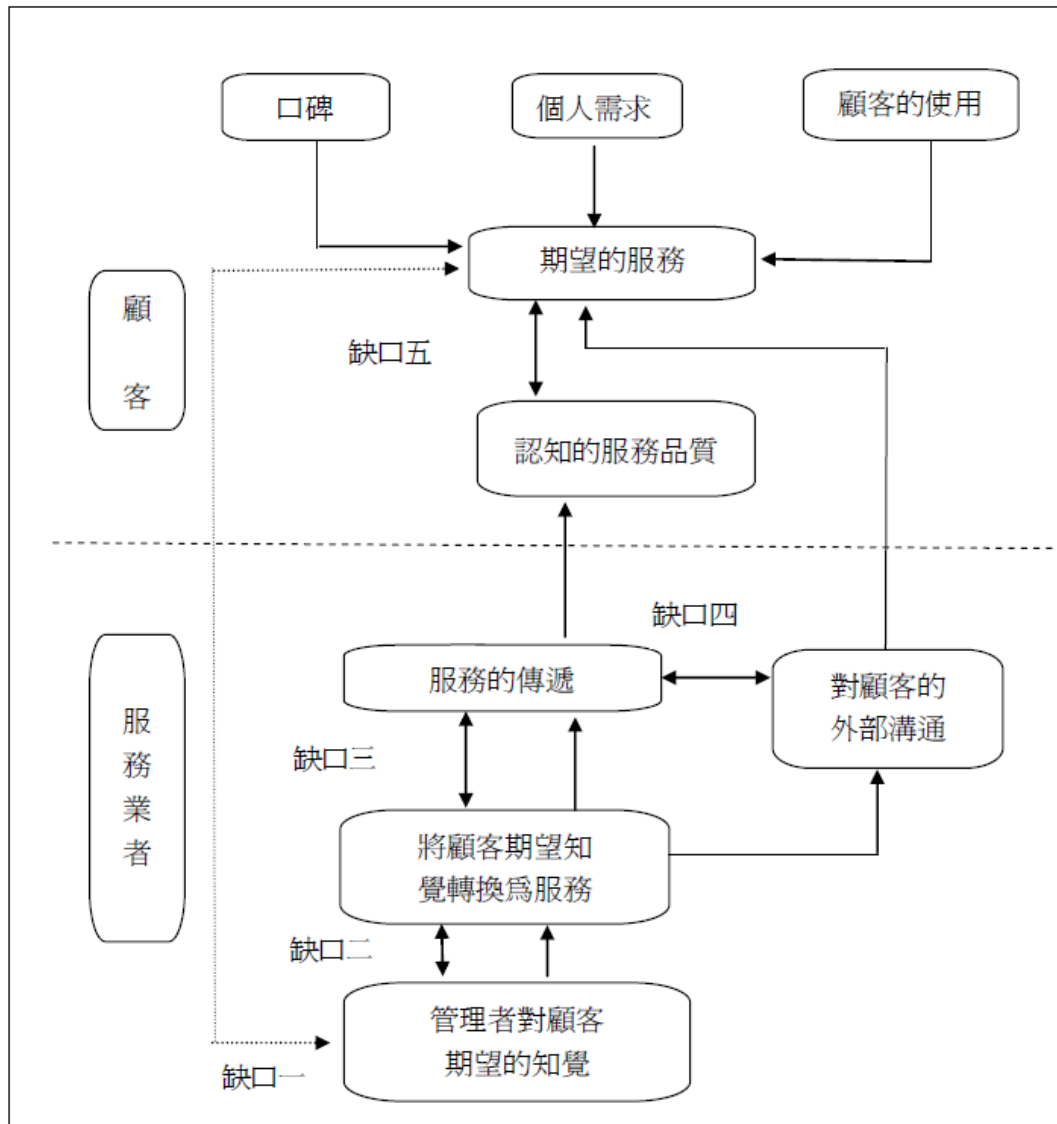 口碑
個人需求
顧客的使用
期望的服務
顧
客
缺口五
認知的服務品質
缺口四
服務的傳遞
對顧客的
外部溝通
服
務
業
者
缺口三
將顧客期望知
覺轉換爲服務
缺口二
管理者對顧客
期望的知覺
缺口一